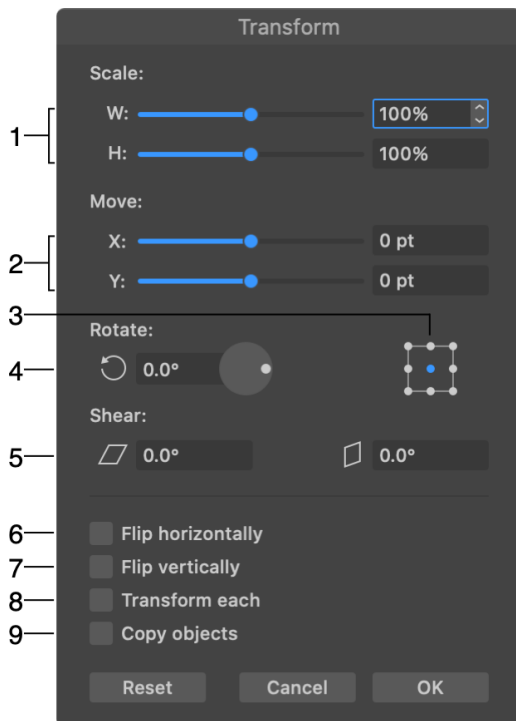 Transform
Scale:
1 W: 100%
H: 100%
Move:
2 X: 0 pt
Y: 0 pt
3
Rotate:
4 0.0°
Shear:
5 0.0° 0.0°
6 Flip horizontally
7 Flip vertically
8 Transform each
9 Copy objects
Reset Cancel OK